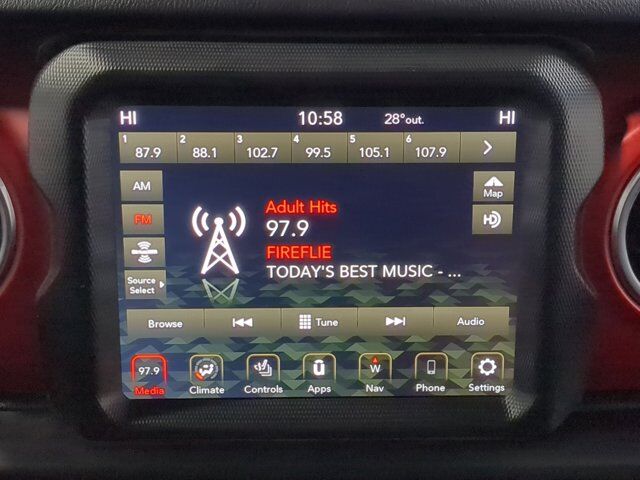 HI 10:58 28°out. HI
1 87.9 2 88.1 3 102.7 4 99.5 5 105.1 6 107.9
AM
Map
FM
HD
Adult Hits
97.9
FIREFLIE
TODAY'S BEST MUSIC - ...
Source
Select
Browse Tune Audio
97.9 W
Media Climate Controls Apps Nav Phone Settings